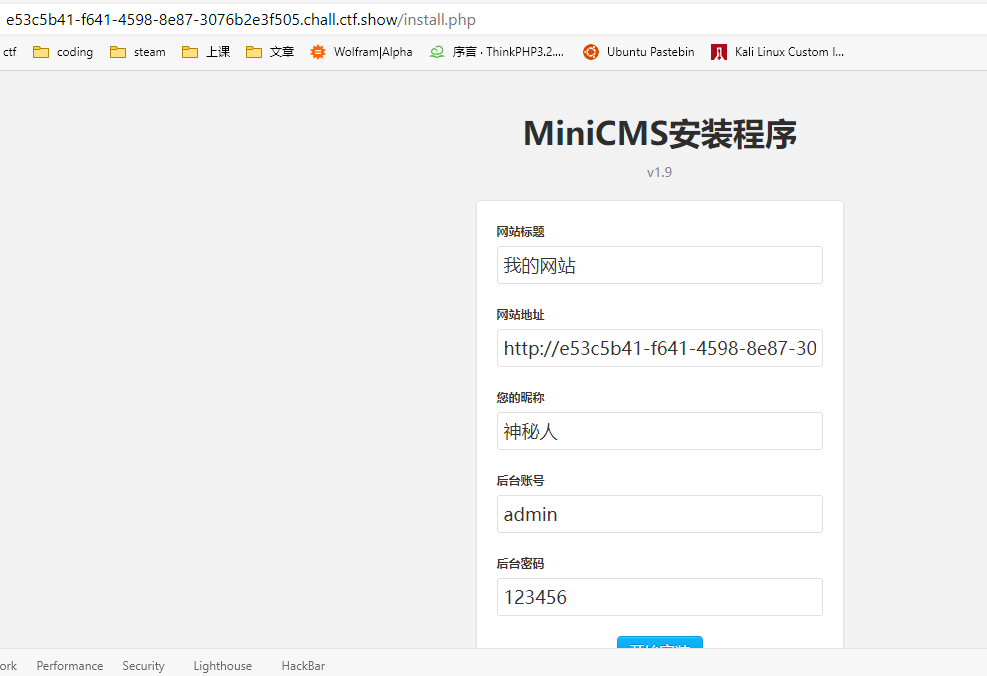 e53c5b41-f641-4598-8e87-3076b2e3f505.chall.ctf.show/install.php
ctf coding steam 上课 文章 Wolfram|Alpha 序言 · ThinkPHP3.2.... Ubuntu Pastebin Kali Linux Custom I...
MiniCMS安装程序
v1.9
网站标题
我的网站
网站地址
http://e53c5b41-f641-4598-8e87-30
您的昵称
神秘人
后台账号
admin
后台密码
123456
开始安装
ork Performance Security Lighthouse HackBar